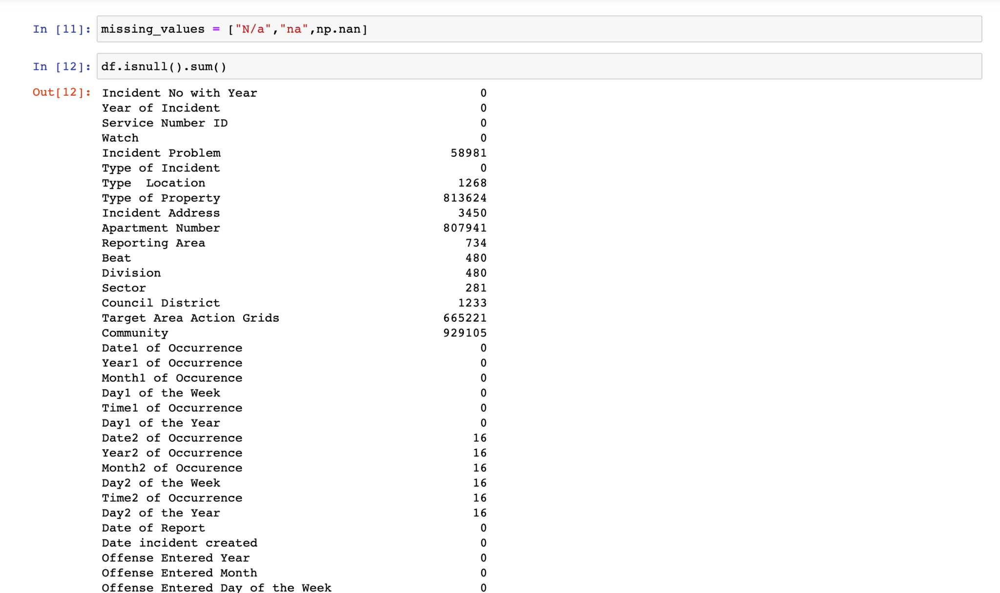 In [11]: missing_values = ["N/a","na",np.nan]
In [12]: df.isnull().sum()
Out[12]: Incident No with Year 0
Year of Incident 0
Service Number ID 0
Watch 0
Incident Problem 58981
Type of Incident 0
Type  Location 1268
Type of Property 813624
Incident Address 3450
Apartment Number 807941
Reporting Area 734
Beat 480
Division 480
Sector 281
Council District 1233
Target Area Action Grids 665221
Community 929105
Date1 of Occurrence 0
Year1 of Occurrence 0
Month1 of Occurence 0
Day1 of the Week 0
Time1 of Occurrence 0
Day1 of the Year 0
Date2 of Occurrence 16
Year2 of Occurrence 16
Month2 of Occurence 16
Day2 of the Week 16
Time2 of Occurrence 16
Day2 of the Year 16
Date of Report 0
Date incident created 0
Offense Entered Year 0
Offense Entered Month 0
Offense Entered Day of the Week 0